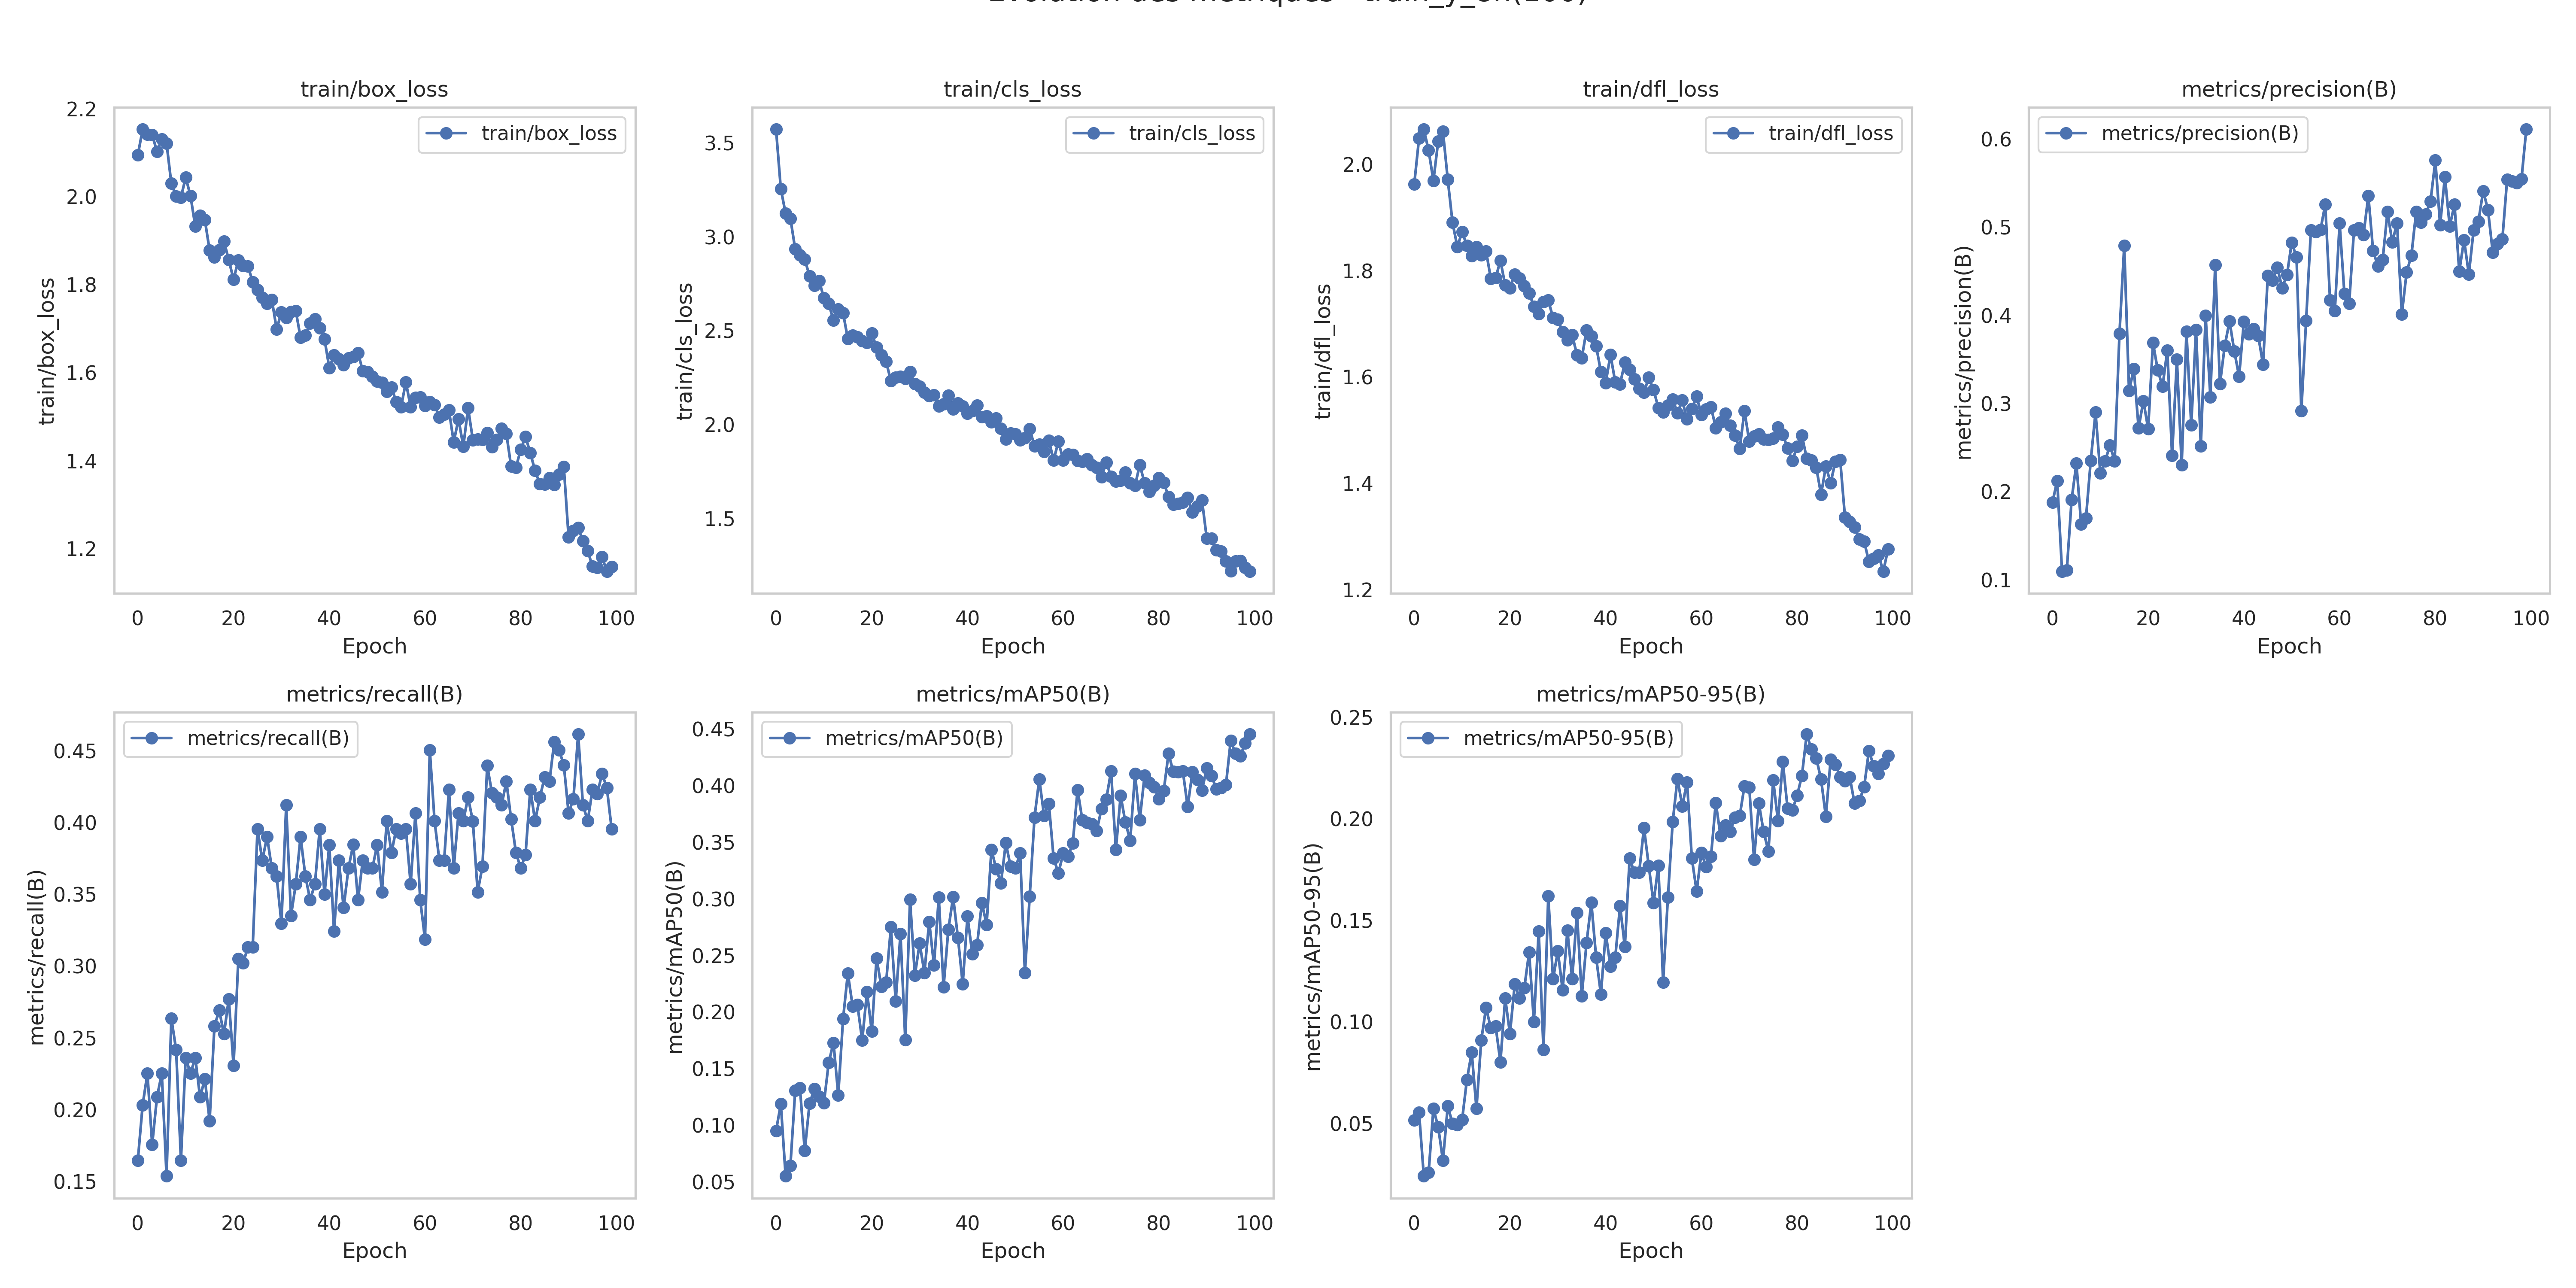 train/box_loss
train/box_loss
train/box_loss
2.2
2.0
1.8
1.6
1.4
1.2
0 20 40 60 80 100
Epoch
train/cls_loss
train/cls_loss
train/cls_loss
3.5
3.0
2.5
2.0
1.5
0 20 40 60 80 100
Epoch
train/dfl_loss
train/dfl_loss
train/dfl_loss
2.0
1.8
1.6
1.4
1.2
0 20 40 60 80 100
Epoch
metrics/precision(B)
metrics/precision(B)
metrics/precision(B)
0.6
0.5
0.4
0.3
0.2
0.1
0 20 40 60 80 100
Epoch
metrics/recall(B)
metrics/recall(B)
metrics/recall(B)
0.45
0.40
0.35
0.30
0.25
0.20
0.15
0 20 40 60 80 100
Epoch
metrics/mAP50(B)
metrics/mAP50(B)
metrics/mAP50(B)
0.45
0.40
0.35
0.30
0.25
0.20
0.15
0.10
0.05
0 20 40 60 80 100
Epoch
metrics/mAP50-95(B)
metrics/mAP50-95(B)
metrics/mAP50-95(B)
0.25
0.20
0.15
0.10
0.05
0 20 40 60 80 100
Epoch